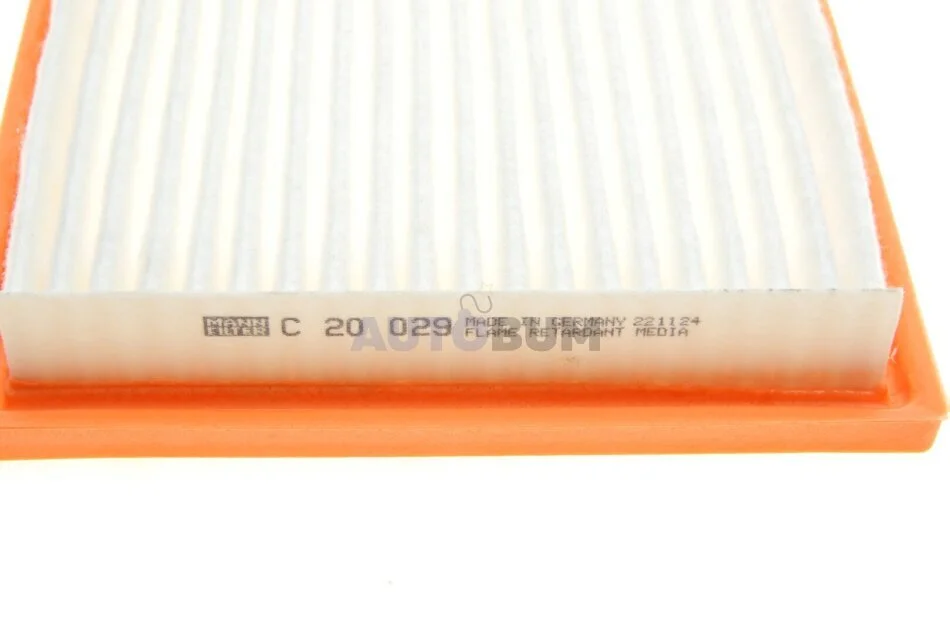 MANN
FILTER
C 20 029
MADE IN GERMANY 221124
FLAME RETARDANT MEDIA
AUTOBUM